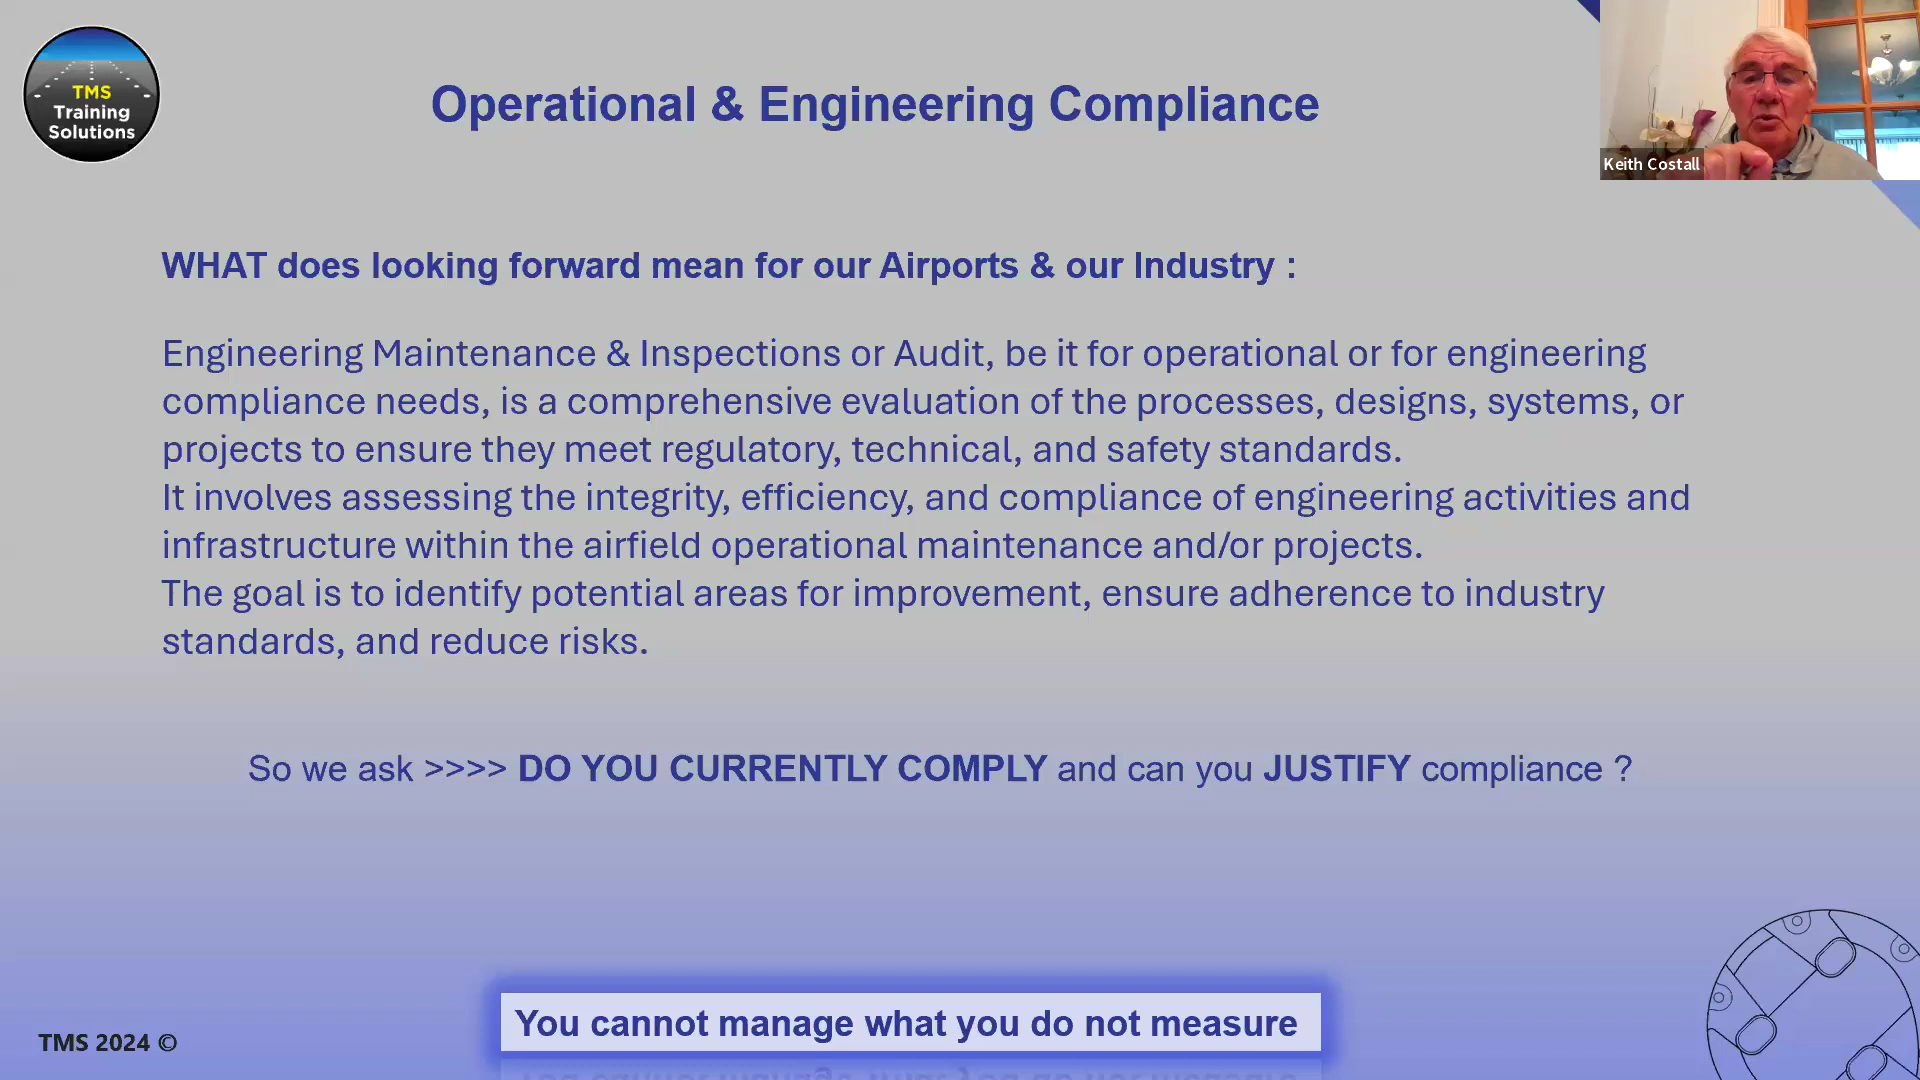 TMS
Training
Solutions
Operational & Engineering Compliance
Keith Costall
WHAT does looking forward mean for our Airports & our Industry :
Engineering Maintenance & Inspections or Audit, be it for operational or for engineering
compliance needs, is a comprehensive evaluation of the processes, designs, systems, or
projects to ensure they meet regulatory, technical, and safety standards.
It involves assessing the integrity, efficiency, and compliance of engineering activities and
infrastructure within the airfield operational maintenance and/or projects.
The goal is to identify potential areas for improvement, ensure adherence to industry
standards, and reduce risks.
So we ask >>>> DO YOU CURRENTLY COMPLY and can you JUSTIFY compliance ?
You cannot manage what you do not measure
TMS 2024 ©